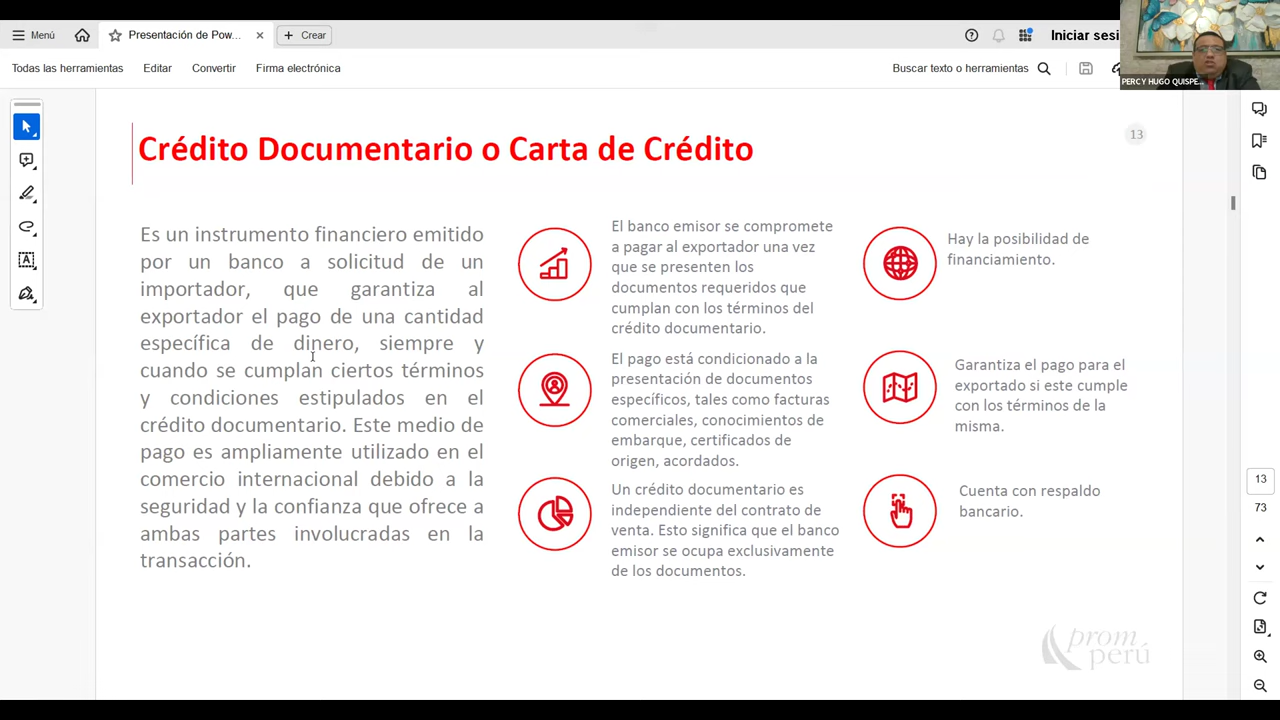 Menú
Presentación de Pow...
Crear
Iniciar sesi
Todas las herramientas
Editar
Convertir
Firma electrónica
Buscar texto o herramientas
PERCY HUGO QUISPE...
Crédito Documentario o Carta de Crédito
13
Es un instrumento financiero emitido
por un banco a solicitud de un
importador, que garantiza al
exportador el pago de una cantidad
específica de dinero, siempre y
cuando se cumplan ciertos términos
y condiciones estipulados en el
crédito documentario. Este medio de
pago es ampliamente utilizado en el
comercio internacional debido a la
seguridad y la confianza que ofrece a
ambas partes involucradas en la
transacción.
El banco emisor se compromete
a pagar al exportador una vez
que se presenten los
documentos requeridos que
cumplan con los términos del
crédito documentario.
El pago está condicionado a la
presentación de documentos
específicos, tales como facturas
comerciales, conocimientos de
embarque, certificados de
origen, acordados.
Un crédito documentario es
independiente del contrato de
venta. Esto significa que el banco
emisor se ocupa exclusivamente
de los documentos.
Hay la posibilidad de
financiamiento.
Garantiza el pago para el
exportado si este cumple
con los términos de la
misma.
Cuenta con respaldo
bancario.
prom
perú
13
73